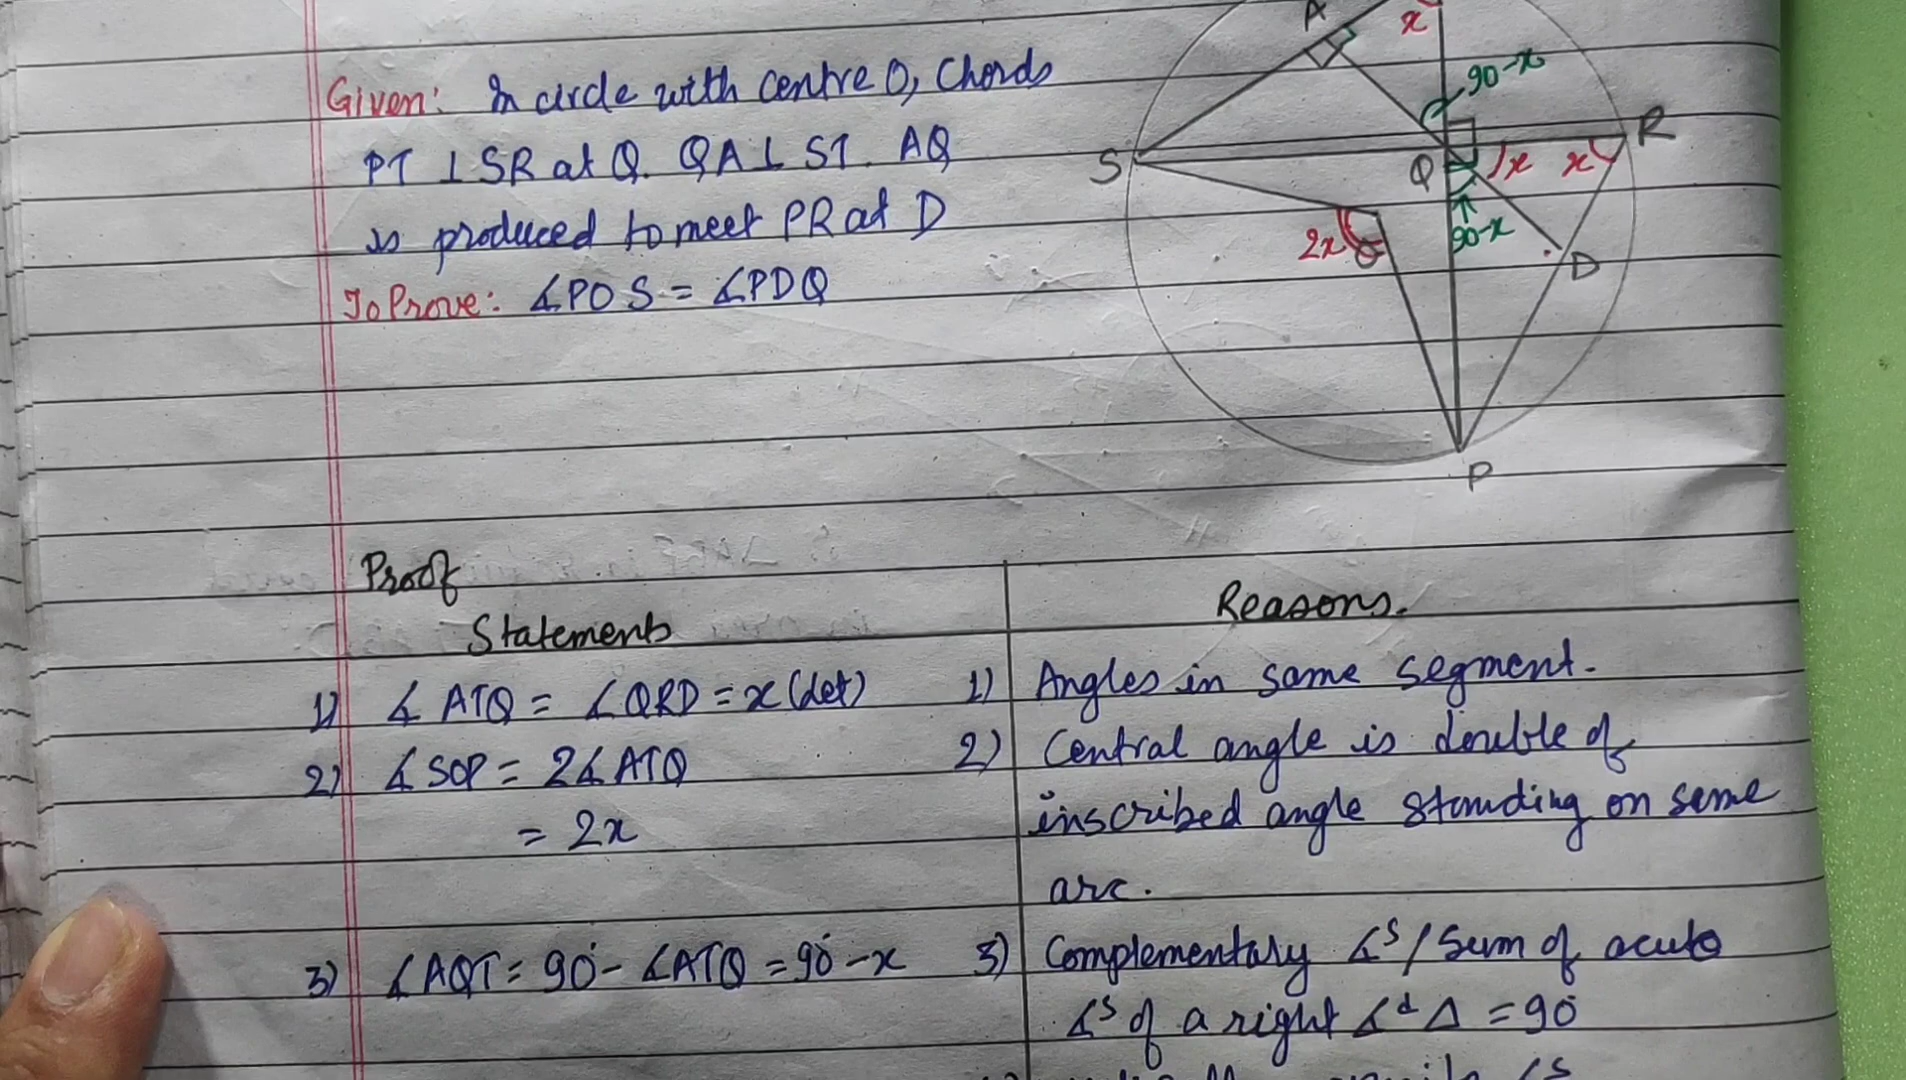 A
x
90-x
Given: In circle with centre O, Chords
PT ⊥ SR at Q. QA ⊥ ST. AQ
is produced to meet PR at D
To Prove: ∡POS = ∡PDQ
S
R
Q
x
x
2x
O
90-x
D
P
Proof
Statements
Reasons.
1) ∡ATQ = ∠QRD = x (let)
1) Angles in same segment.
2) ∡SOP = 2∡ATQ
= 2x
2) Central angle is double of
inscribed angle standing on same
arc.
3) ∠AQT = 90° - ∠ATQ = 90° - x
3) Complementary ∡s / Sum of acute
∡s of a right ∡d Δ = 90°